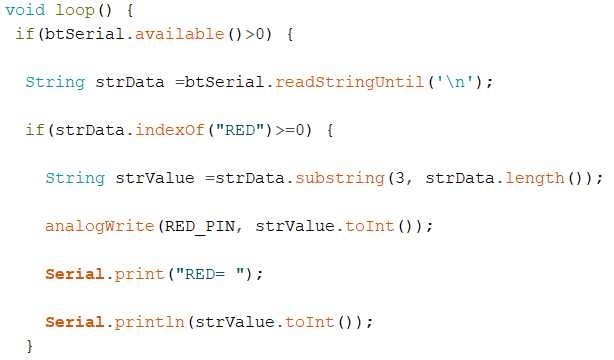 void loop() {
if(btSerial.available()>0) {
String strData =btSerial.readStringUntil('\n');
if(strData.indexOf("RED")>=0) {
String strValue =strData.substring(3, strData.length());
analogWrite(RED_PIN, strValue.toInt());
Serial.print("RED= ");
Serial.println(strValue.toInt());
}